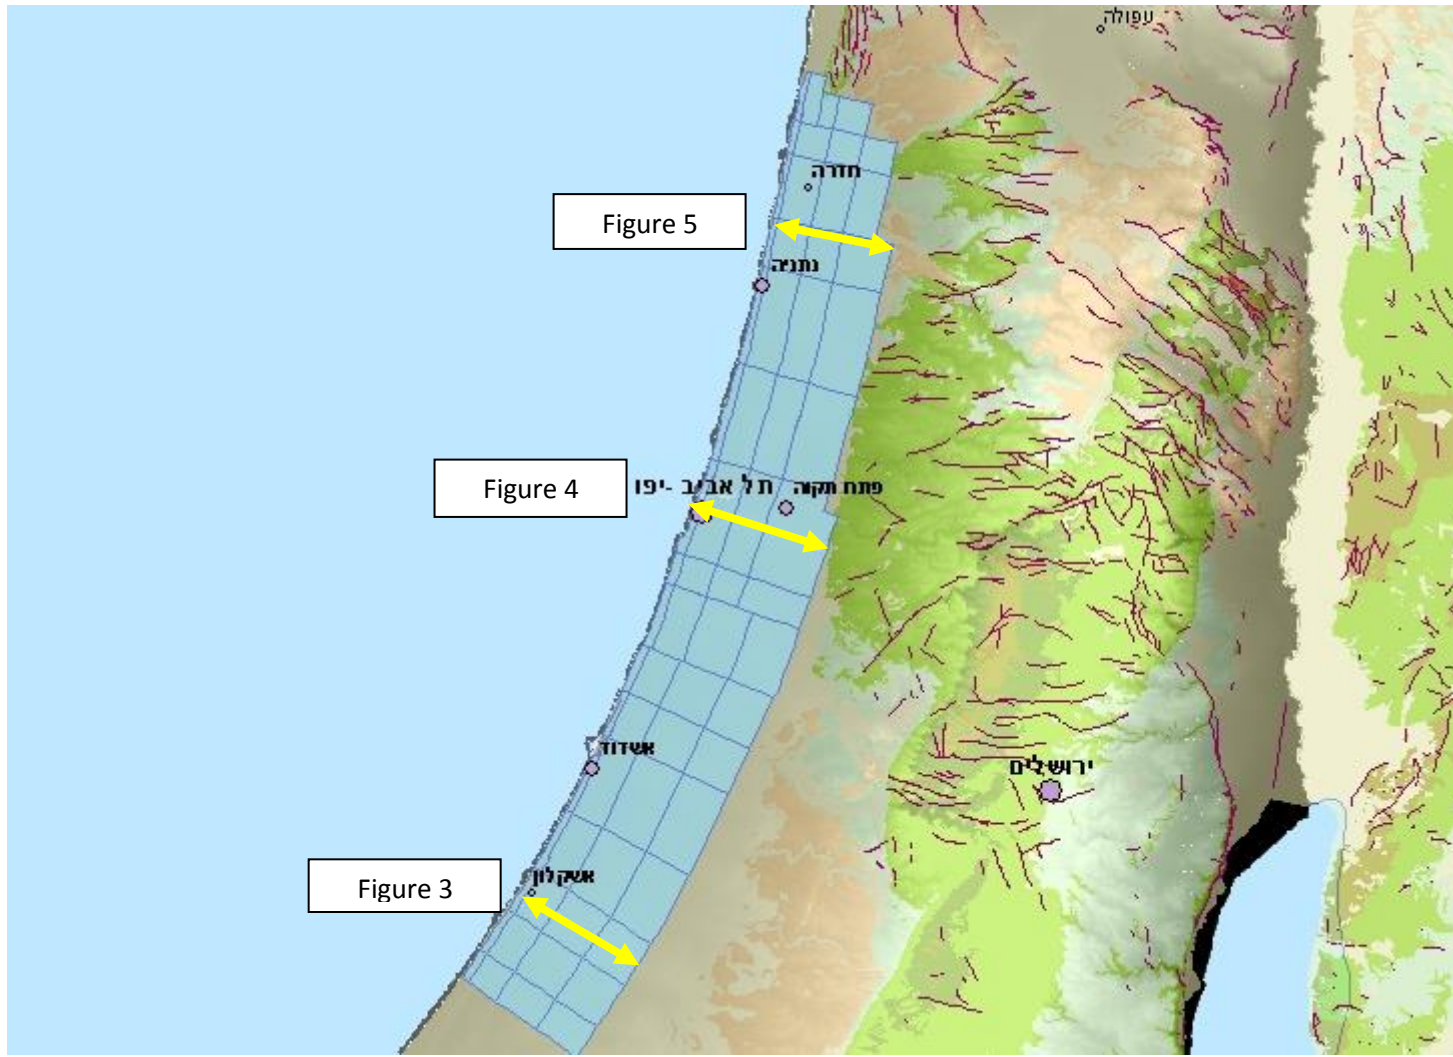 עפולה
חדרה
Figure 5
נתניה
Figure 4
תל אביב -יפו
פתח תקוה
אשדוד
ירושלים
אשקלון
Figure 3